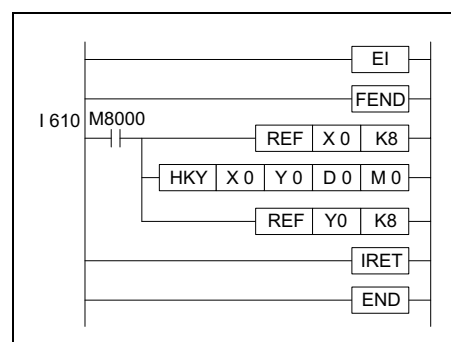 EI
FEND
I 610 M8000
REF X 0 K8
HKY X 0 Y 0 D 0 M 0
REF Y0 K8
IRET
END